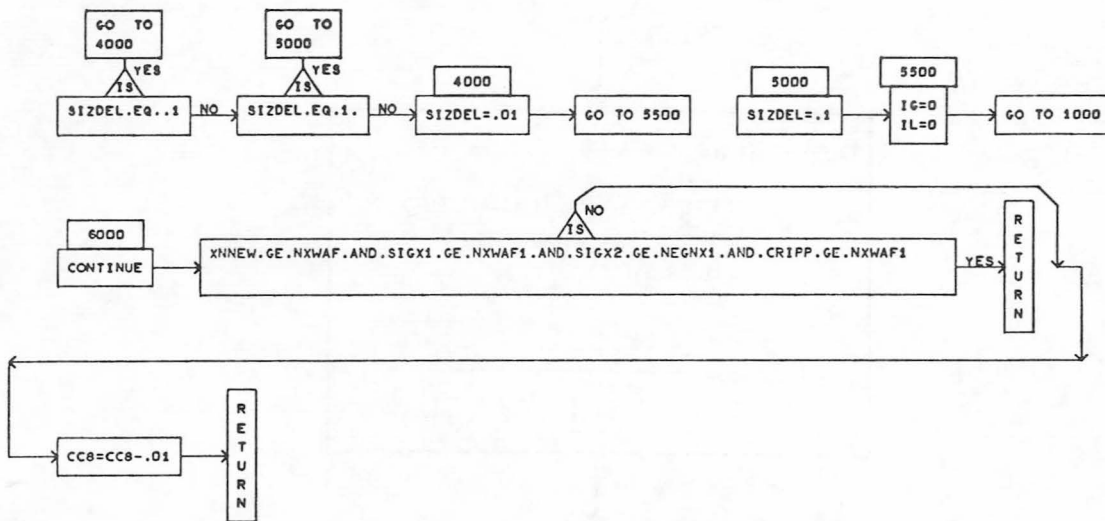 GO TO
4000
GO TO
5000
YES
IS
YES
IS
4000
5000
5500
SIZDEL.EQ..1
NO
SIZDEL.EQ.1.
NO
SIZDEL=.01
GO TO 5500
SIZDEL=.1
IG=0
IL=0
GO TO 1000
NO
IS
6000
CONTINUE
XNNEW.GE.NXWAF.AND.SIGX1.GE.NXWAF1.AND.SIGX2.GE.NEGNX1.AND.CRIPP.GE.NXWAF1
YES
RETURN
CC8=CC8-.01
RETURN